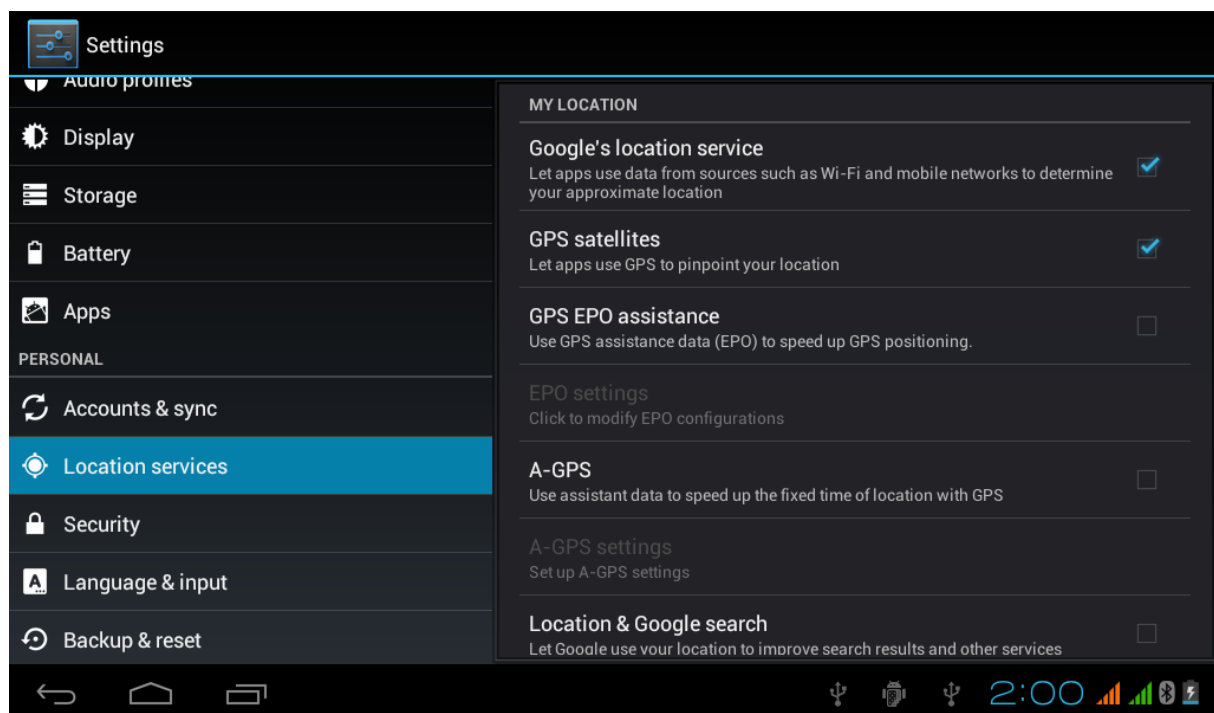 Settings
Audio profiles
Display
Storage
Battery
Apps
PERSONAL
Accounts & sync
Location services
Security
Language & input
Backup & reset
MY LOCATION
Google's location service
Let apps use data from sources such as Wi-Fi and mobile networks to determine
your approximate location
GPS satellites
Let apps use GPS to pinpoint your location
GPS EPO assistance
Use GPS assistance data (EPO) to speed up GPS positioning.
EPO settings
Click to modify EPO configurations
A-GPS
Use assistant data to speed up the fixed time of location with GPS
A-GPS settings
Set up A-GPS settings
Location & Google search
Let Google use your location to improve search results and other services
2:00